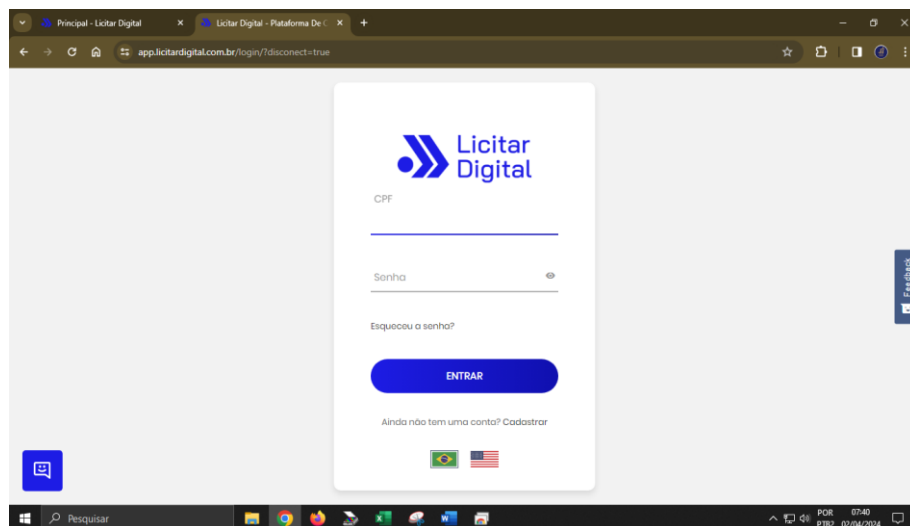 Principal - Licitar Digital
Licitar Digital - Plataforma De C
app.licitardigital.com.br/login/?disconect=true
Licitar
Digital
CPF
Senha
Feedback
Esqueceu a senha?
ENTRAR
Ainda não tem uma conta? Cadastrar
Pesquisar
POR
07:40
PTB2
02/04/2024